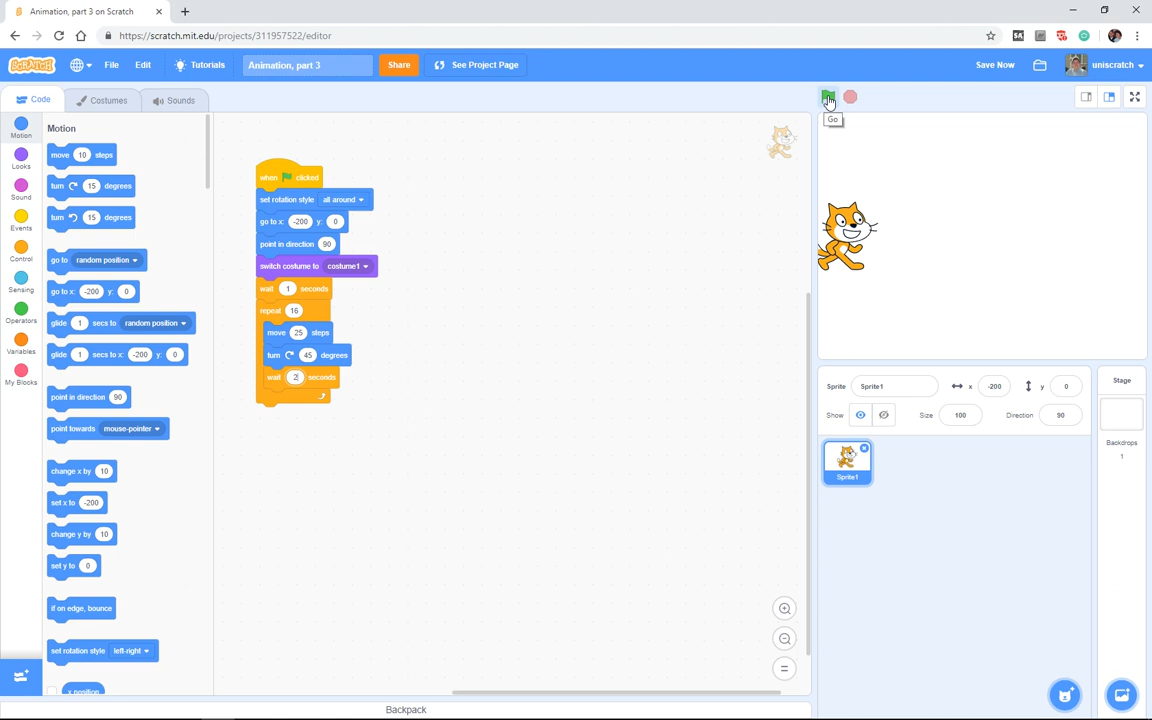 Animation, part 3 on Scratch
https://scratch.mit.edu/projects/311957522/editor
SCRATCH
File
Edit
Tutorials
Animation, part 3
Share
See Project Page
Save Now
uniscratch
Code
Costumes
Sounds
Go
Motion
Looks
Sound
Events
Control
Sensing
Operators
Variables
My Blocks
Motion
move 10 steps
turn 15 degrees
turn 15 degrees
go to random position
go to x: -200 y: 0
glide 1 secs to random position
glide 1 secs to x: -200 y: 0
point in direction 90
point towards mouse-pointer
change x by 10
set x to -200
change y by 10
set y to 0
if on edge, bounce
set rotation style left-right
x position
when clicked
set rotation style all around
go to x: -200 y: 0
point in direction 90
switch costume to costume1
wait 1 seconds
repeat 16
move 25 steps
turn 45 degrees
wait 2 seconds
Sprite Sprite1 x -200 y 0
Show Size 100 Direction 90
Sprite1
Stage
Backdrops
1
Backpack